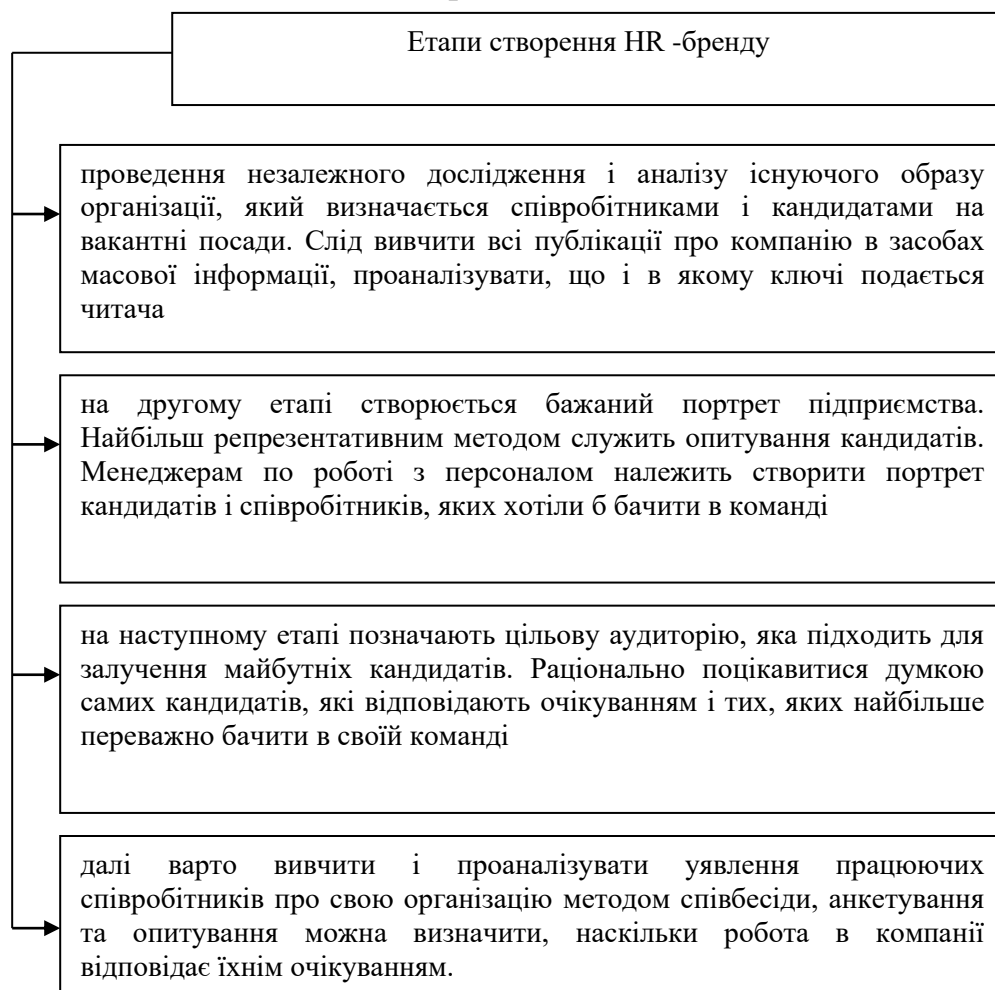 Етапи створення HR -бренду
проведення незалежного дослідження і аналізу існуючого образу
організації, який визначається співробітниками і кандидатами на
вакантні посади. Слід вивчити всі публікації про компанію в засобах
масової інформації, проаналізувати, що і в якому ключі подається
читача
на другому етапі створюється бажаний портрет підприємства.
Найбільш репрезентативним методом служить опитування кандидатів.
Менеджерам по роботі з персоналом належить створити портрет
кандидатів і співробітників, яких хотіли б бачити в команді
на наступному етапі позначають цільову аудиторію, яка підходить для
залучення майбутніх кандидатів. Раціонально поцікавитися думкою
самих кандидатів, які відповідають очікуванням і тих, яких найбільше
переважно бачити в своїй команді
далі варто вивчити і проаналізувати уявлення працюючих
співробітників про свою організацію методом співбесіди, анкетування
та опитування можна визначити, наскільки робота в компанії
відповідає їхнім очікуванням.